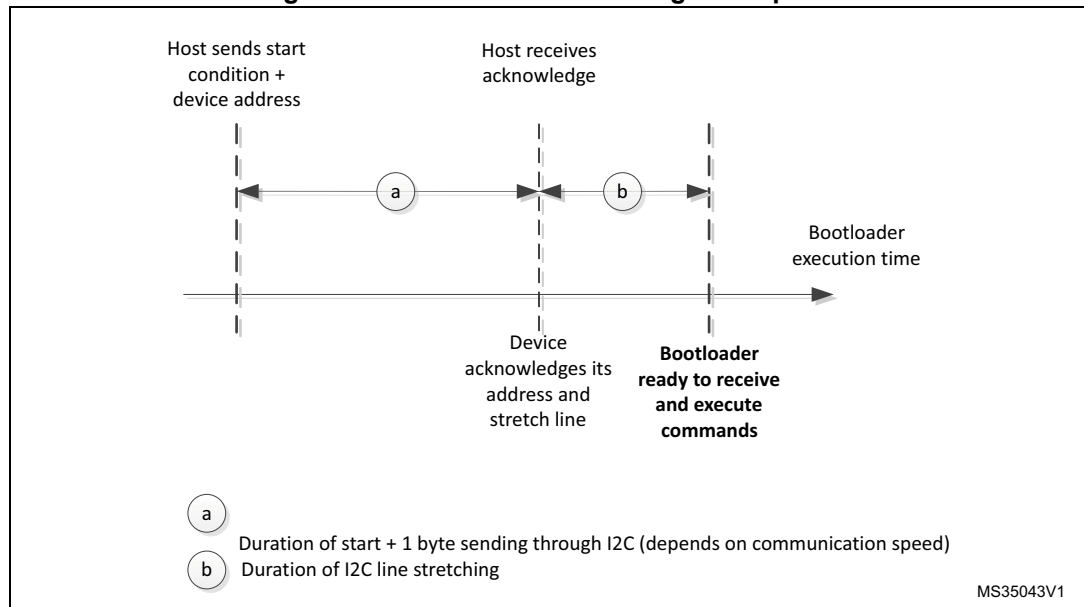 Host sends start
condition +
device address
Host receives
acknowledge
a
b
Bootloader
execution time
Device
acknowledges its
address and
stretch line
Bootloader
ready to receive
and execute
commands
a
Duration of start + 1 byte sending through I2C (depends on communication speed)
b
Duration of I2C line stretching
MS35043V1